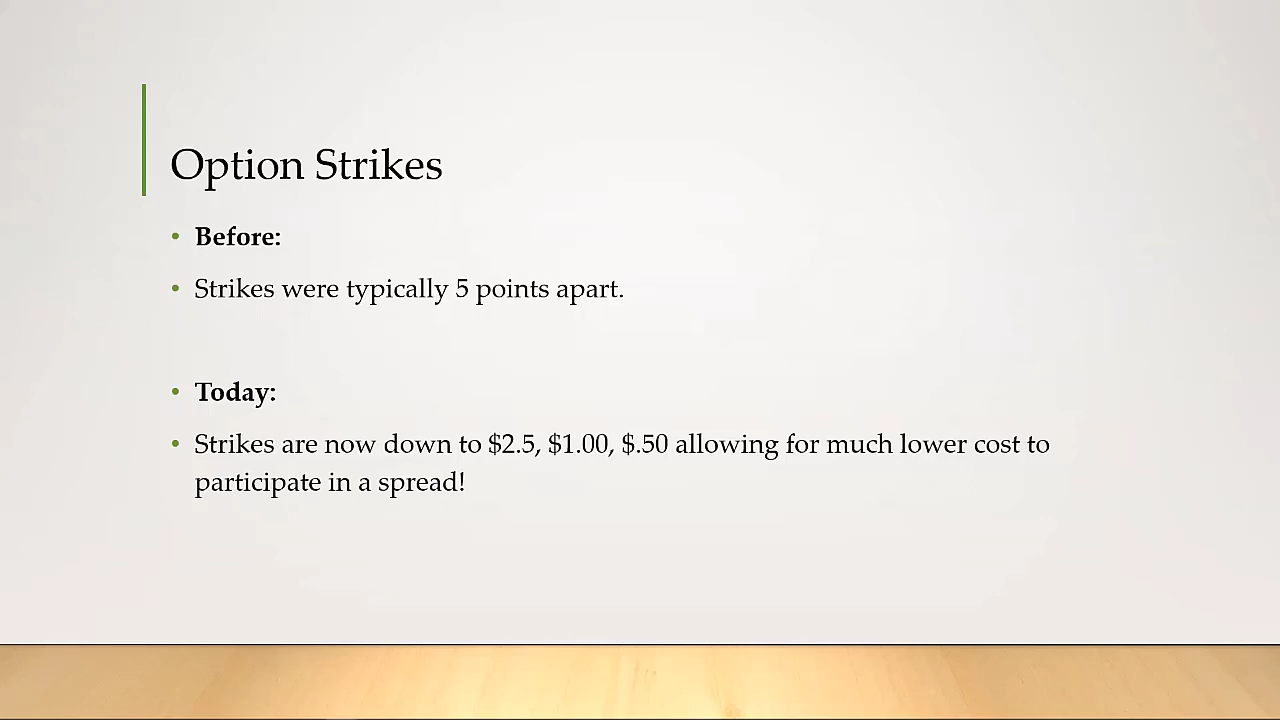 Option Strikes
• Before:
• Strikes were typically 5 points apart.
• Today:
• Strikes are now down to $2.5, $1.00, $.50 allowing for much lower cost to
participate in a spread!